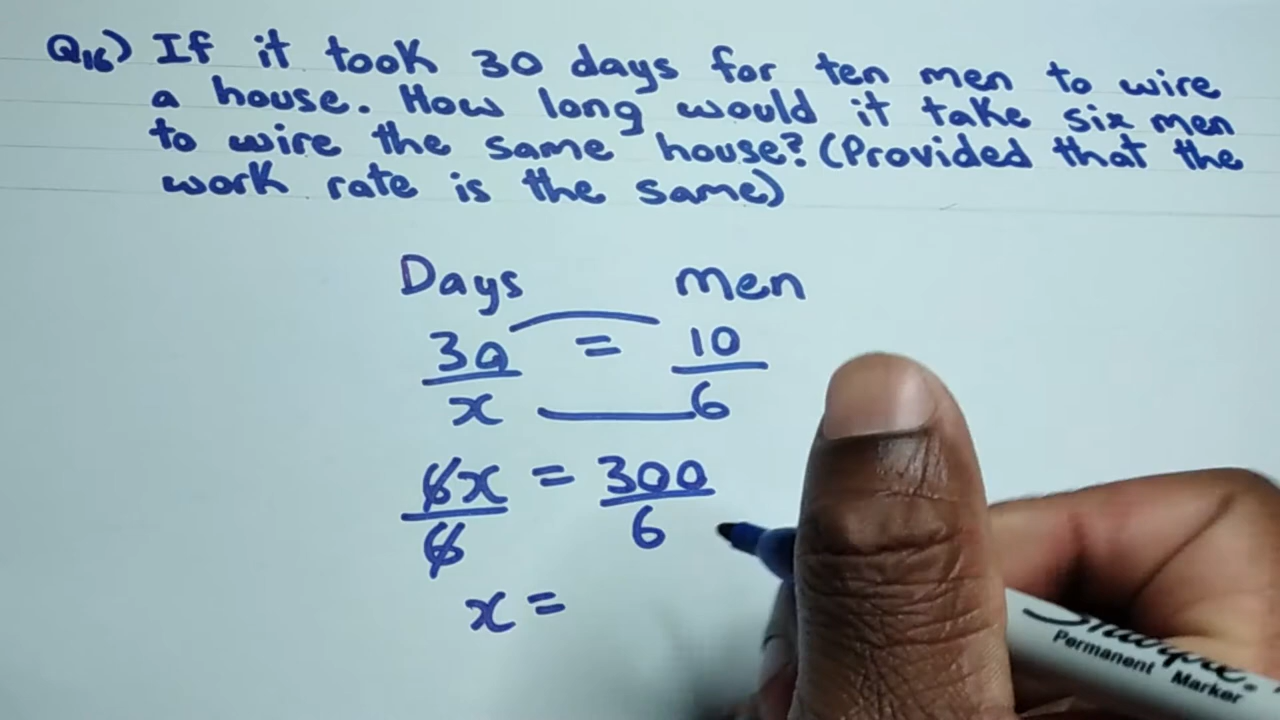 Q16) If it took 30 days for ten men to wire
a house. How long would it take six men
to wire the same house? (Provided that the
work rate is the same)
Days men
30 = 10
x 6
6x = 300
6 6
x =
Permanent Marker